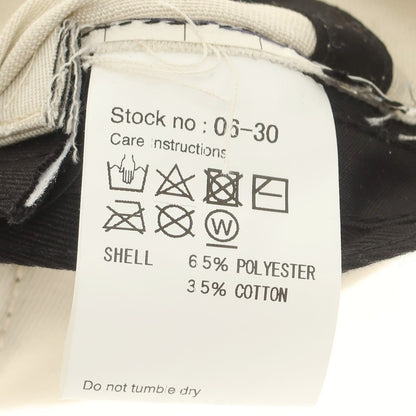 Stock no : 06-30
Care instructions
W
SHELL 65% POLYESTER
35% COTTON
Do not tumble dry